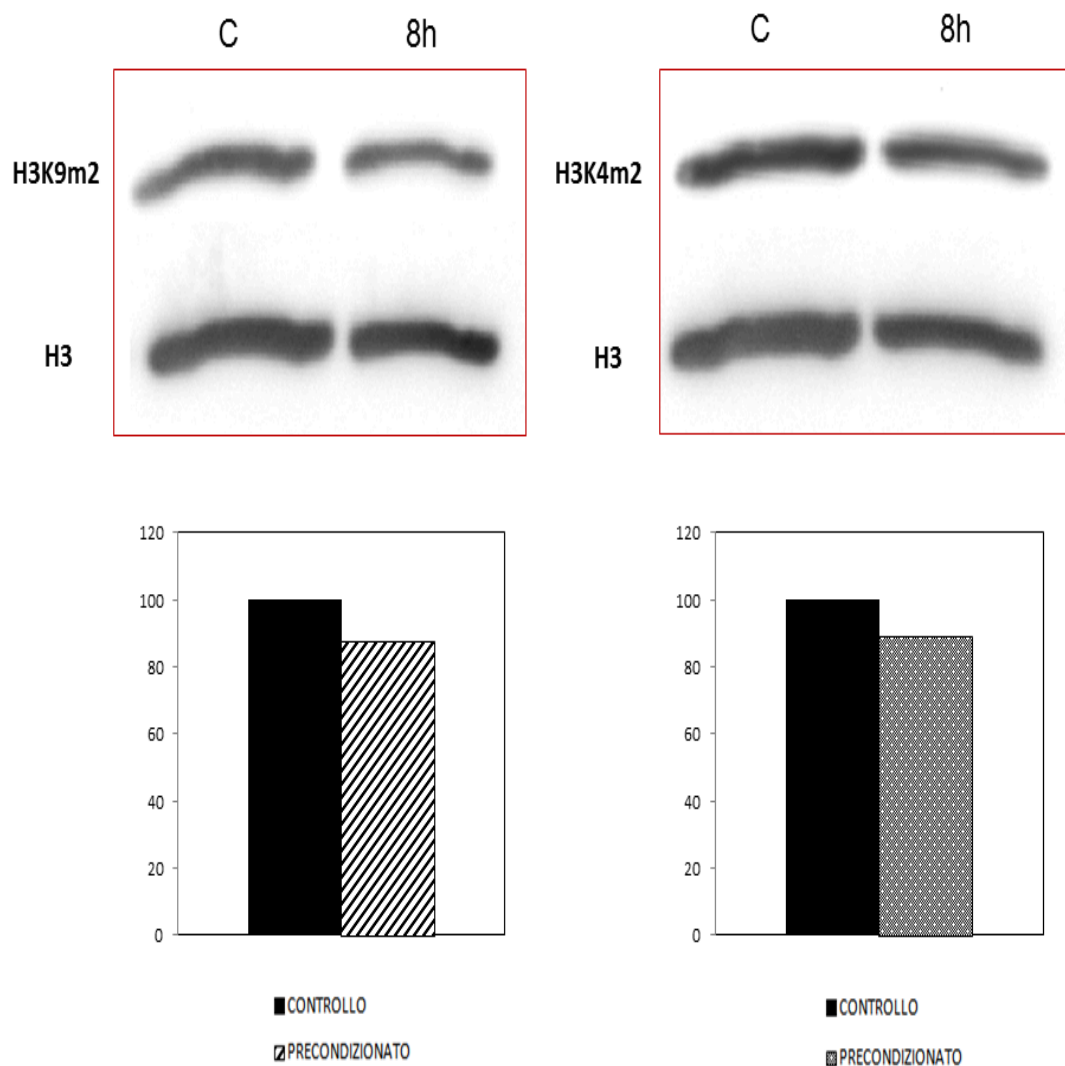 C 8h
H3K9m2
H3
C 8h
H3K4m2
H3
120
100
80
60
40
20
0
CONTROLLO
PRECONDIZIONATO
120
100
80
60
40
20
0
CONTROLLO
PRECONDIZIONATO